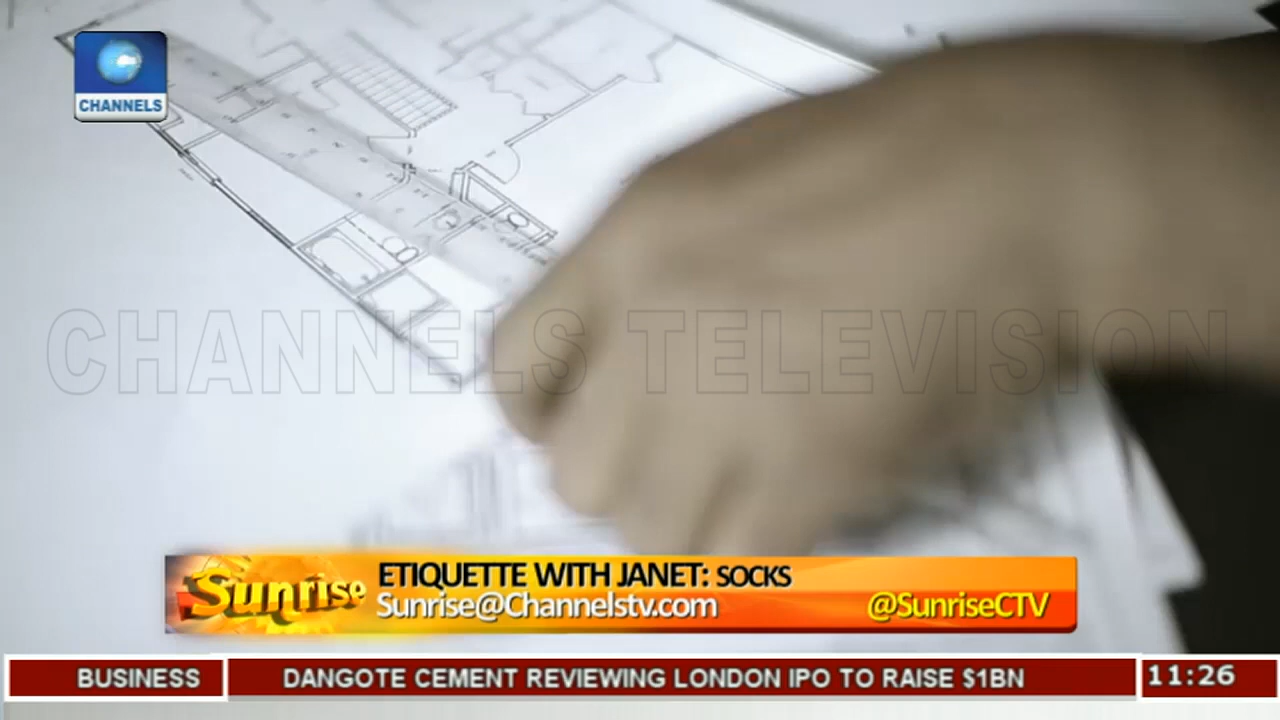 CHANNELS
CHANNELS TELEVISION
Sunrise
ETIQUETTE WITH JANET: SOCKS
Sunrise@Channelstv.com
@SunriseCTV
BUSINESS
DANGOTE CEMENT REVIEWING LONDON IPO TO RAISE $1BN
11:26